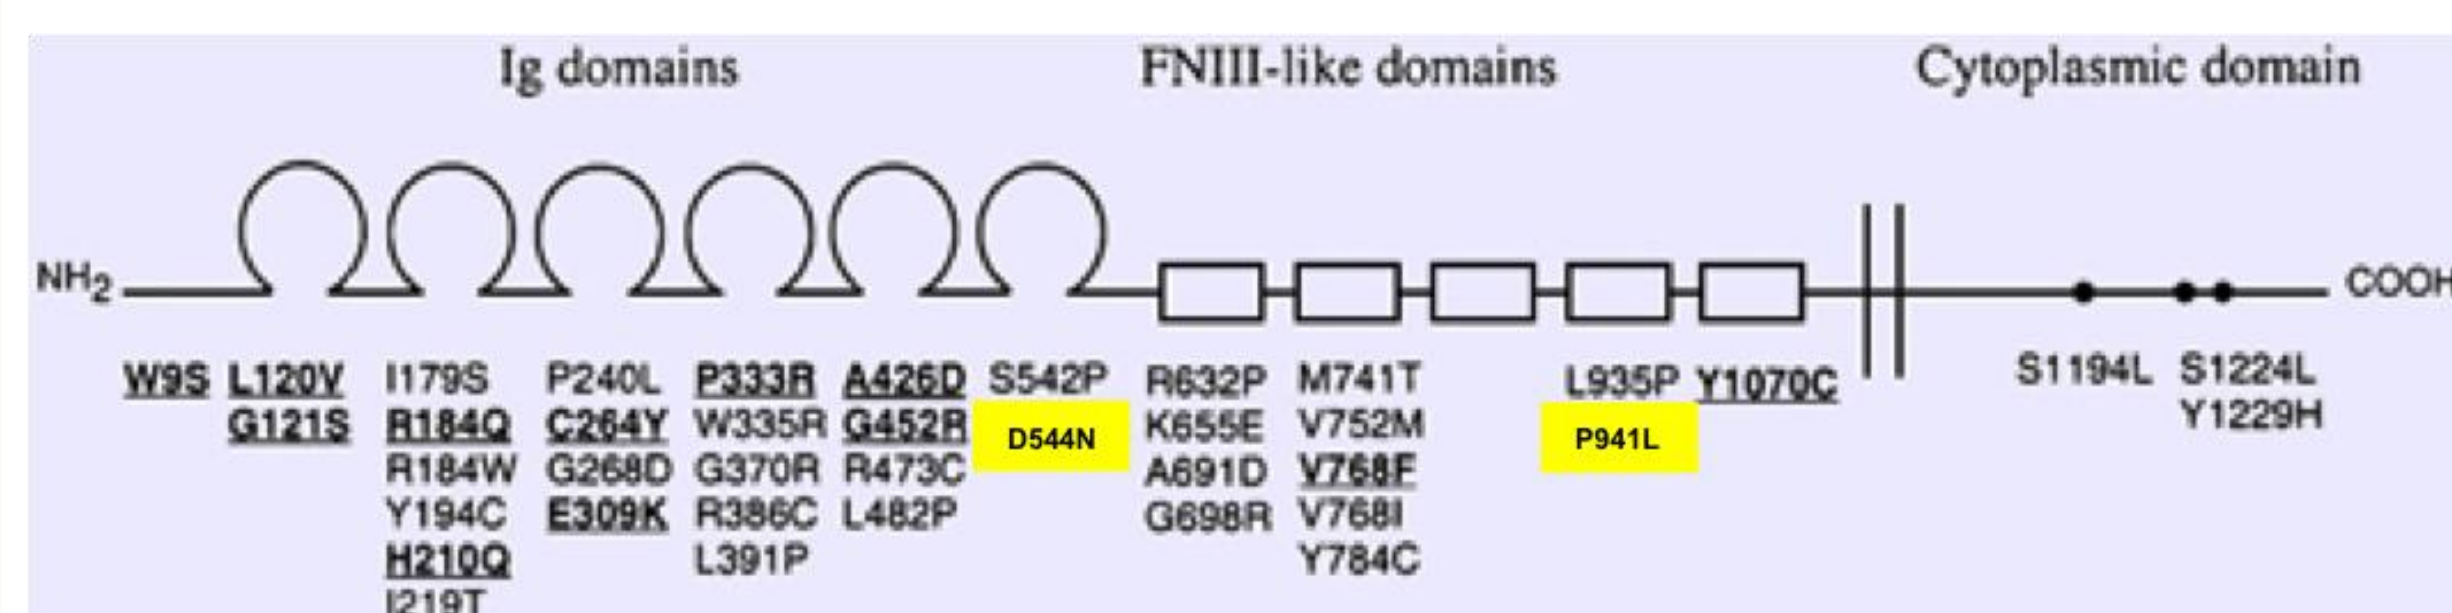 Ig domains FNIII-like domains Cytoplasmic domain
NH2 COOH
W9S L120V I179S P240L P333R A426D S542P R632P M741T L935P Y1070C S1194L S1224L
G121S R184Q C264Y W335R G452R D544N K655E V752M P941L Y1229H
R184W G268D G370R R473C A691D V768F
Y194C E309K R386C L482P G698R V768I
H210Q L391P Y784C
I219T